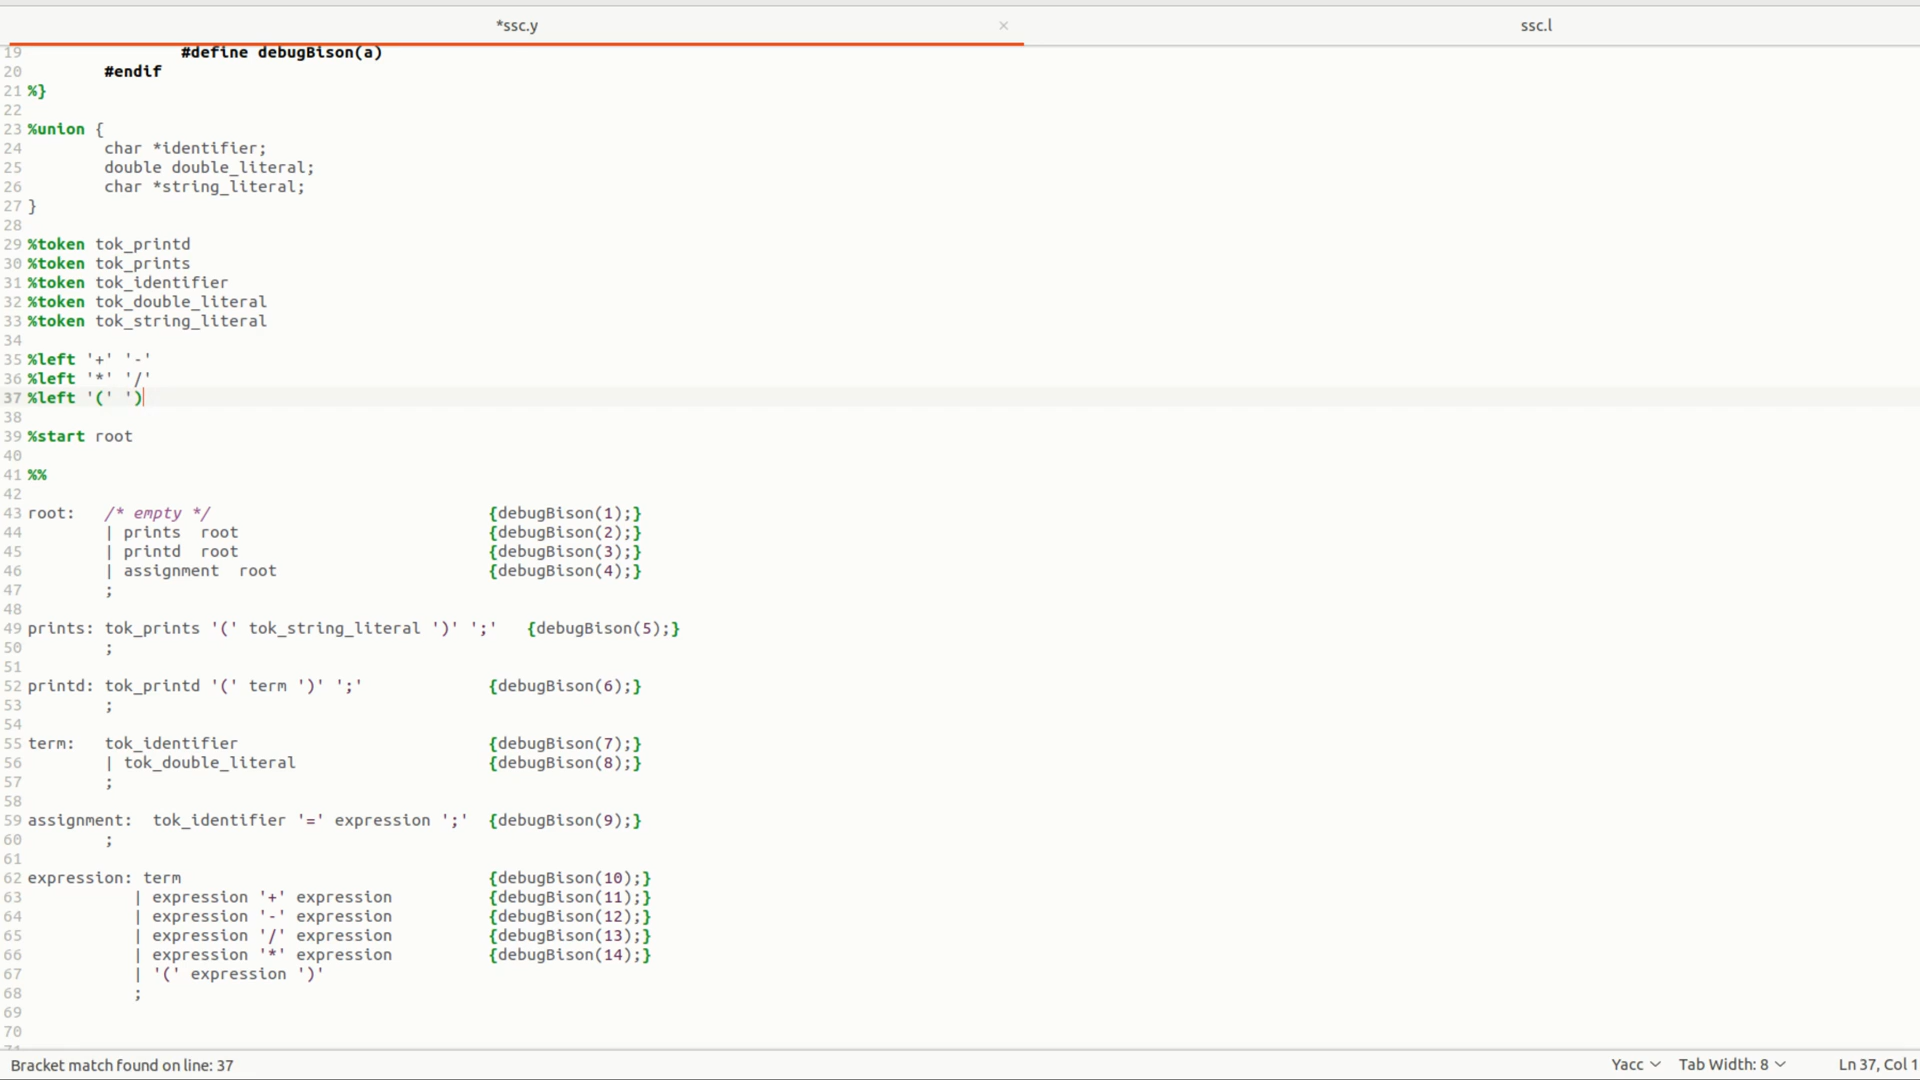 *ssc.y × ssc.l
19 #define debugBison(a)
20 #endif
21 %}
22
23 %union {
24 char *identifier;
25 double double_literal;
26 char *string_literal;
27 }
28
29 %token tok_printd
30 %token tok_prints
31 %token tok_identifier
32 %token tok_double_literal
33 %token tok_string_literal
34
35 %left '+' '-'
36 %left '*' '/'
37 %left '(' ')
38
39 %start root
40
41 %%
42
43 root: /* empty */ {debugBison(1);}
44 | prints root {debugBison(2);}
45 | printd root {debugBison(3);}
46 | assignment root {debugBison(4);}
47 ;
48
49 prints: tok_prints '(' tok_string_literal ')' ';' {debugBison(5);}
50 ;
51
52 printd: tok_printd '(' term ')' ';' {debugBison(6);}
53 ;
54
55 term: tok_identifier {debugBison(7);}
56 | tok_double_literal {debugBison(8);}
57 ;
58
59 assignment: tok_identifier '=' expression ';' {debugBison(9);}
60 ;
61
62 expression: term {debugBison(10);}
63 | expression '+' expression {debugBison(11);}
64 | expression '-' expression {debugBison(12);}
65 | expression '/' expression {debugBison(13);}
66 | expression '*' expression {debugBison(14);}
67 | '(' expression ')'
68 ;
69
70
Bracket match found on line: 37 Yacc Tab Width: 8 Ln 37, Col 1